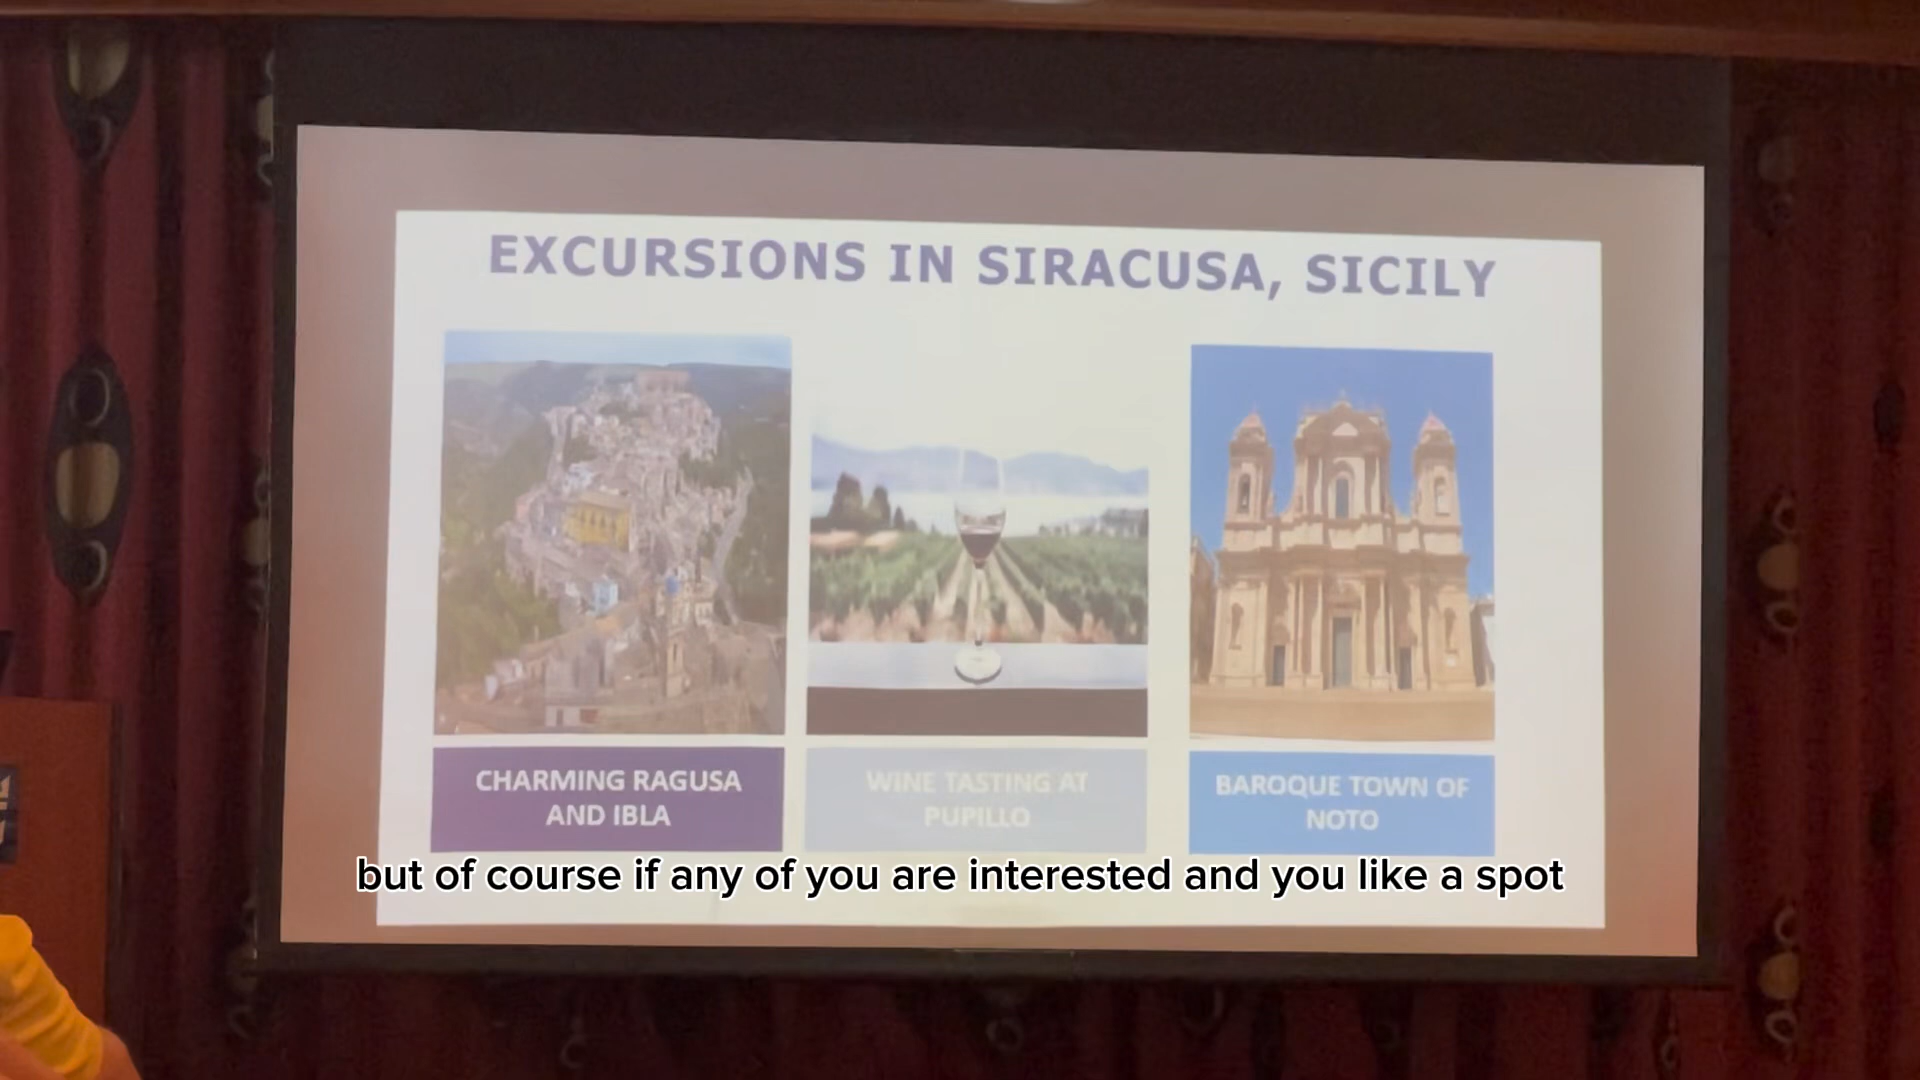 EXCURSIONS IN SIRACUSA, SICILY
CHARMING RAGUSA
AND IBLA
WINE TASTING AT
PUPILLO
BAROQUE TOWN OF
NOTO
but of course if any of you are interested and you like a spot